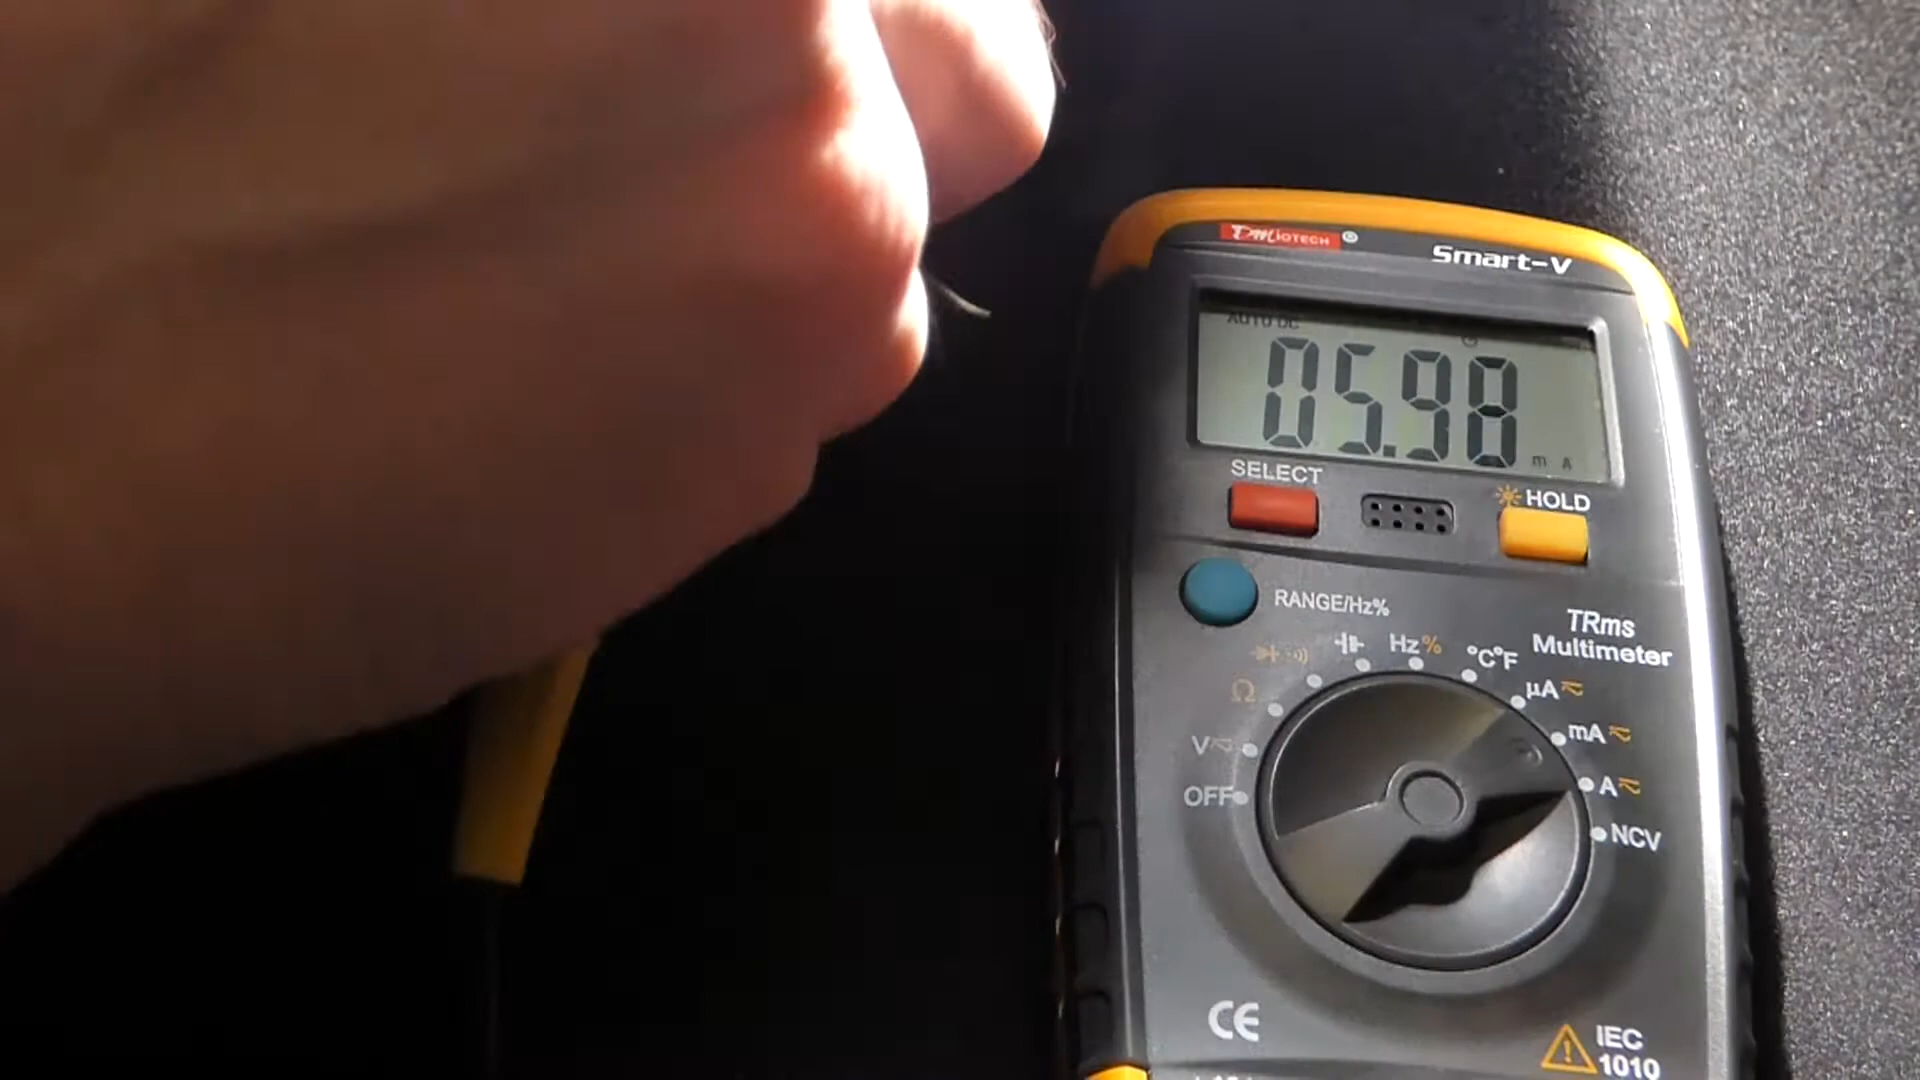 DMiOTECH ®
Smart-V
AUTO DC
05.98
m A
SELECT
HOLD
RANGE/Hz%
TRms
Multimeter
Hz%
°C°F
Ω
µA
mA
V
A
OFF
NCV
CE
IEC
1010